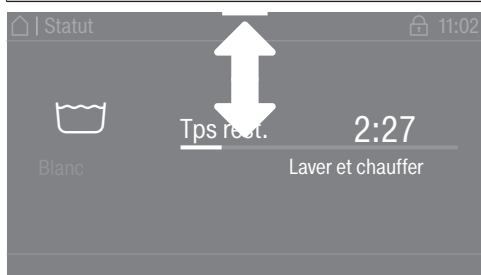 | Statut 11:02
Tps rest. 2:27
Blanc Laver et chauffer